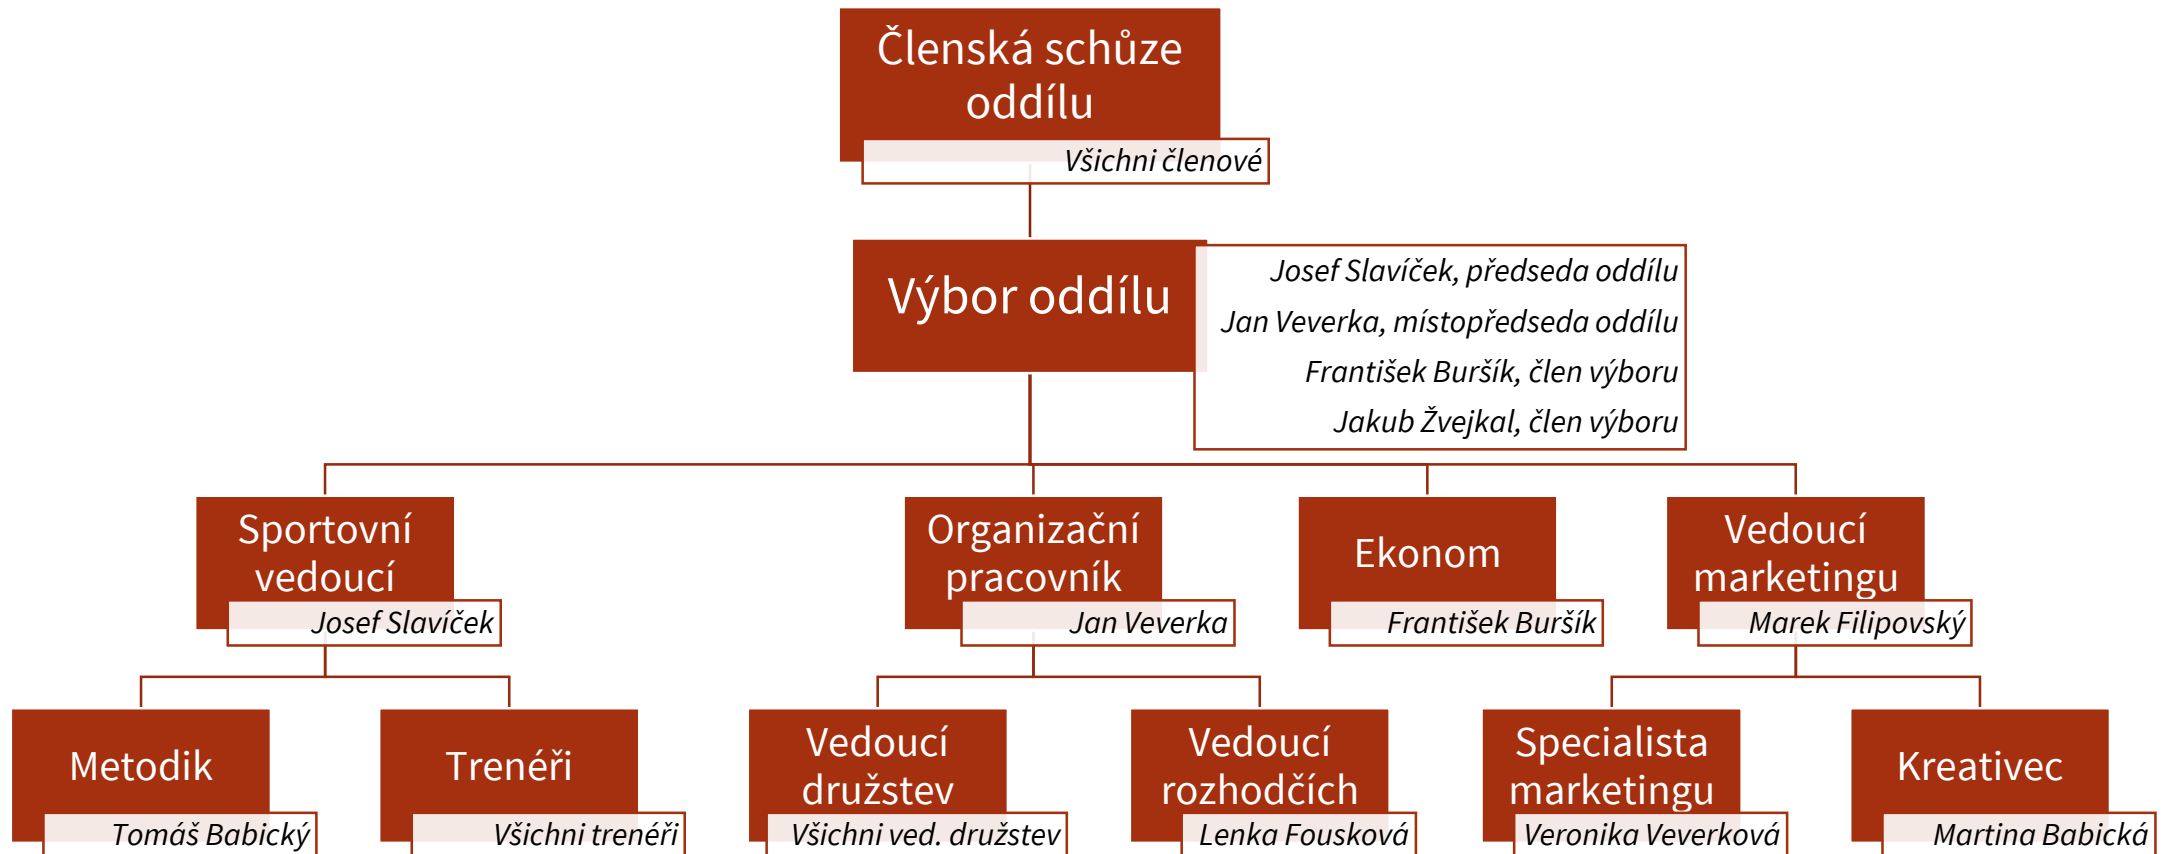 Členská schůze
oddílu
Všichni členové
Výbor oddílu
Josef Slavíček, předseda oddílu
Jan Veverka, místopředseda oddílu
František Buršík, člen výboru
Jakub Žvejkal, člen výboru
Sportovní
vedoucí
Josef Slavíček
Organizační
pracovník
Jan Veverka
Ekonom
František Buršík
Vedoucí
marketingu
Marek Filipovský
Metodik
Tomáš Babický
Trenéři
Všichni trenéři
Vedoucí
družstev
Všichni ved. družstev
Vedoucí
rozhodčích
Lenka Fousková
Specialista
marketingu
Veronika Veverková
Kreativec
Martina Babická